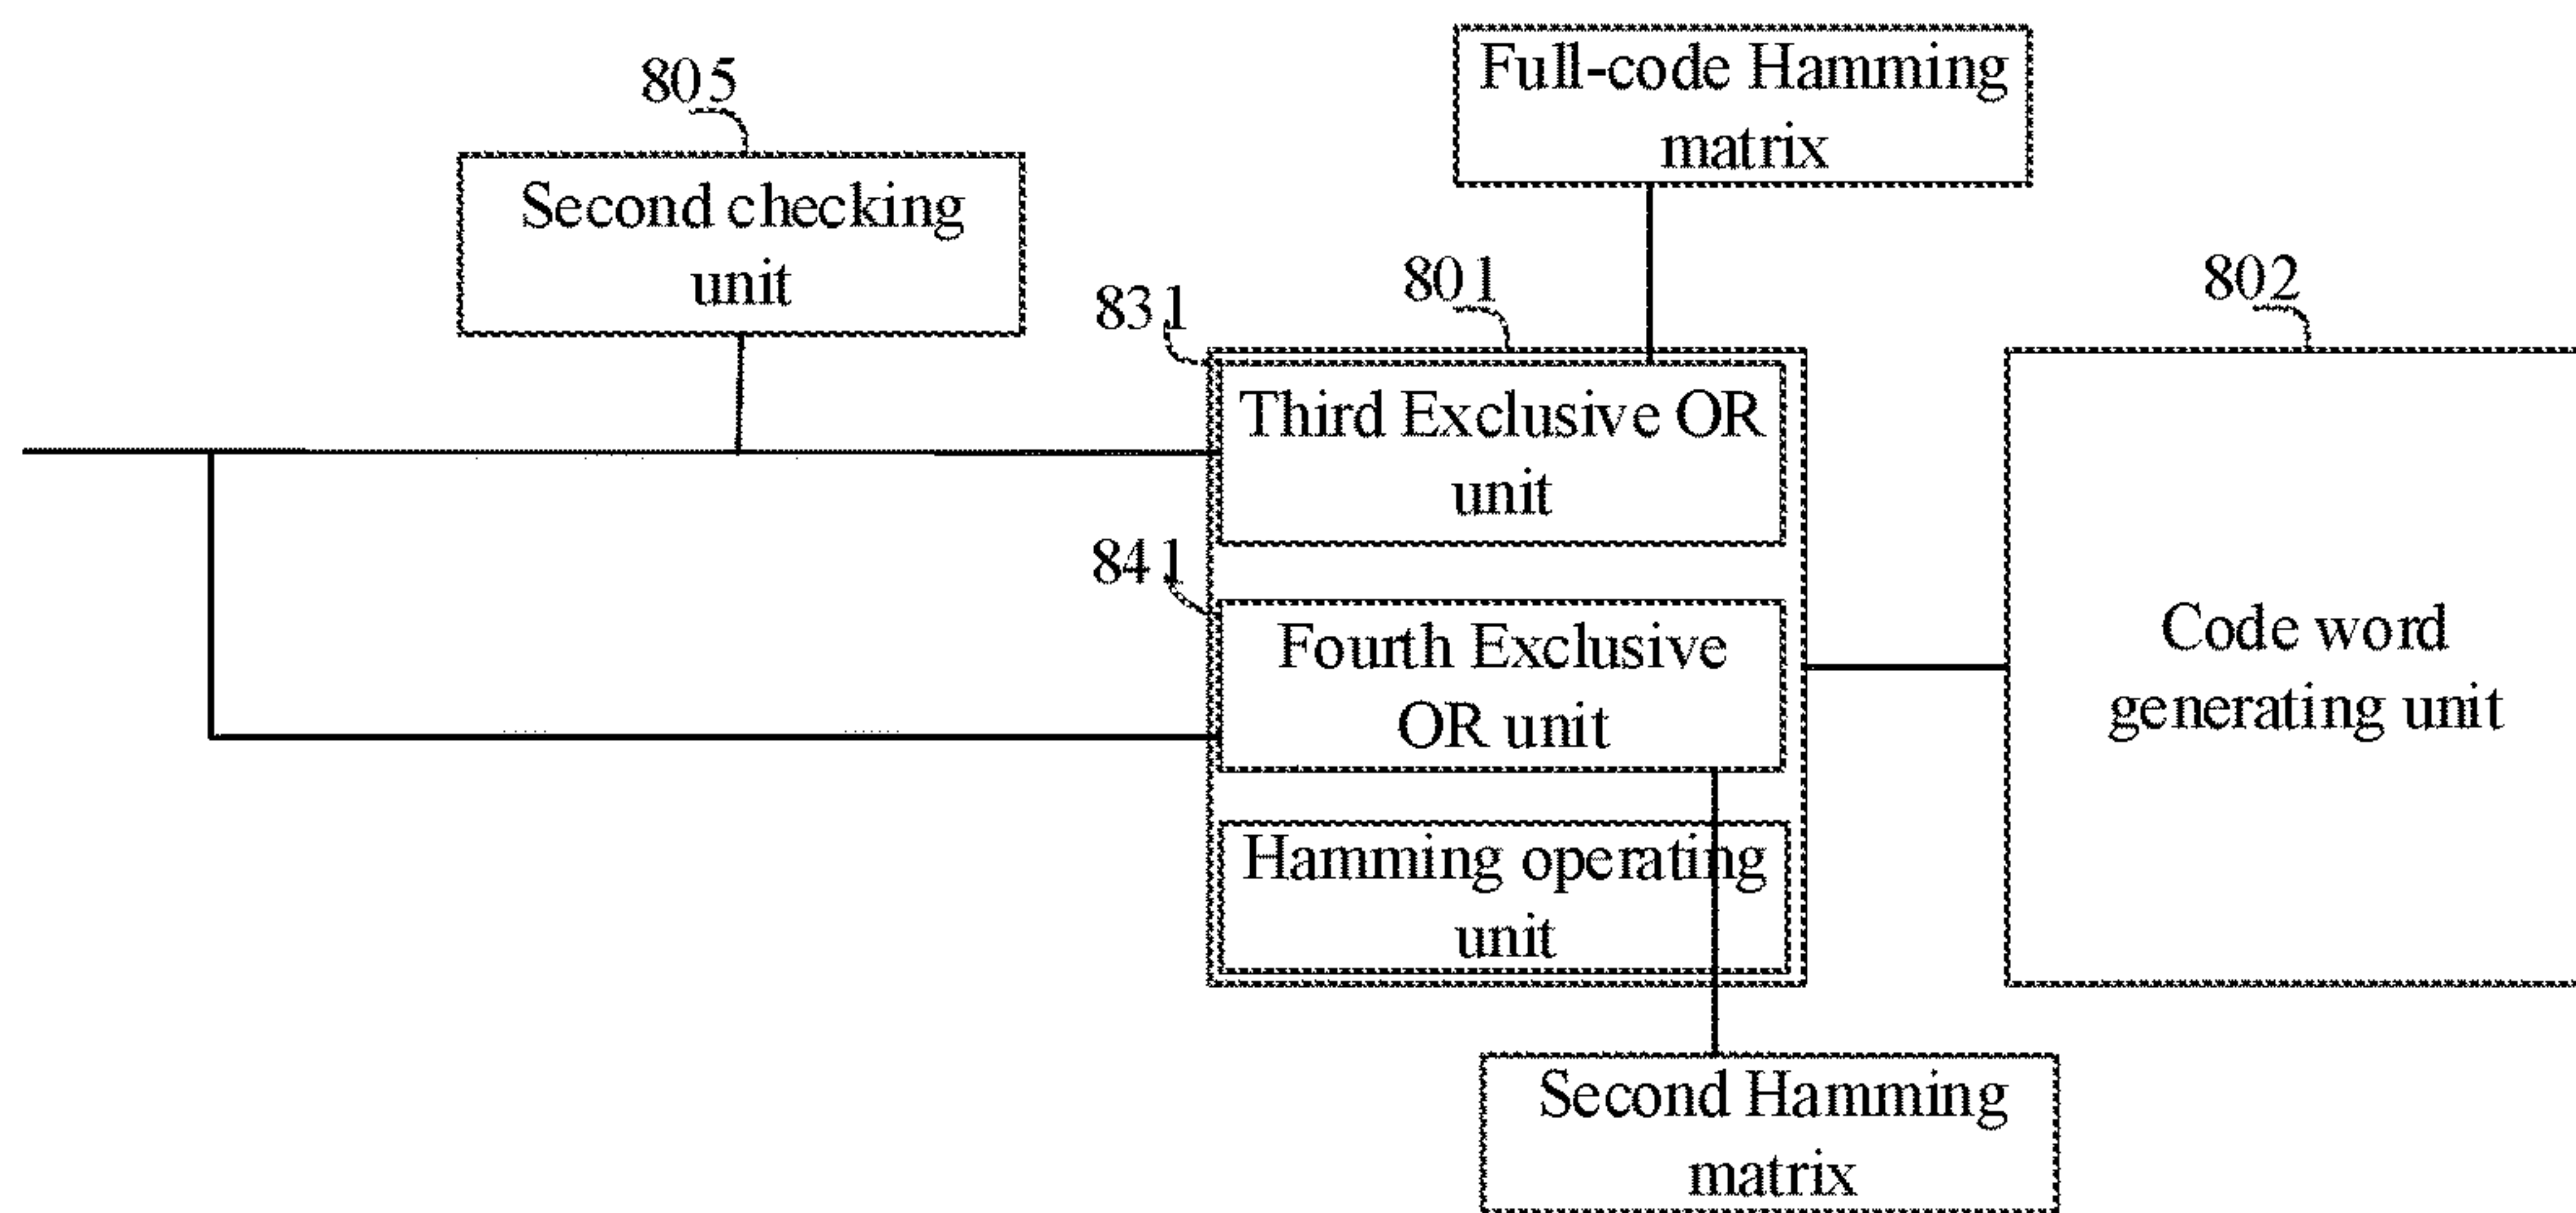 Full-code Hamming
matrix
805
Second checking
unit
801
802
831
Third Exclusive OR
unit
841
Fourth Exclusive
OR unit
Code word
generating unit
Hamming operating
unit
Second Hamming
matrix